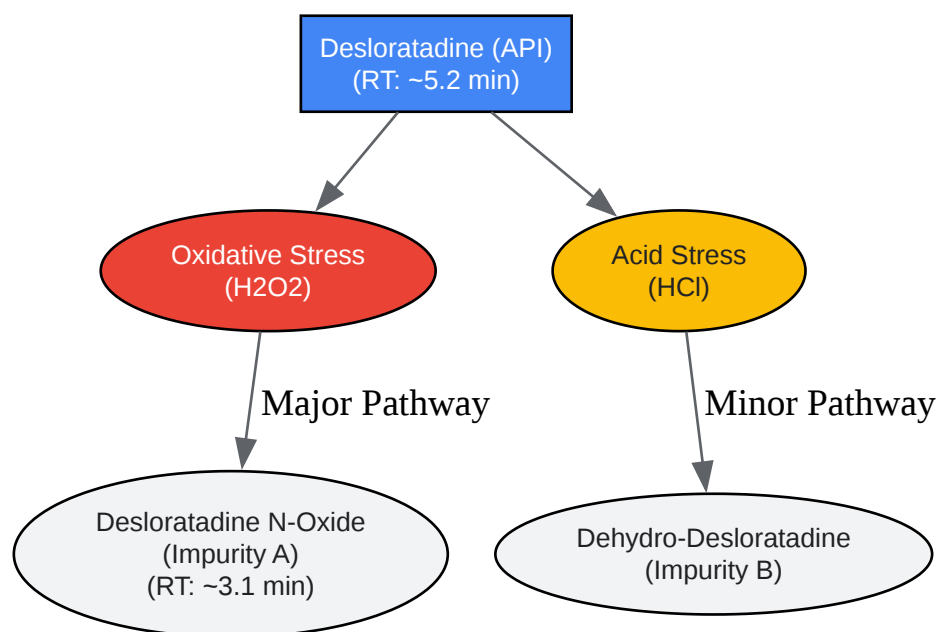 Desloratadine (API)
(RT: ~5.2 min)
Oxidative Stress
(H2O2)
Acid Stress
(HCl)
Major Pathway
Minor Pathway
Desloratadine N-Oxide
(Impurity A)
(RT: ~3.1 min)
Dehydro-Desloratadine
(Impurity B)